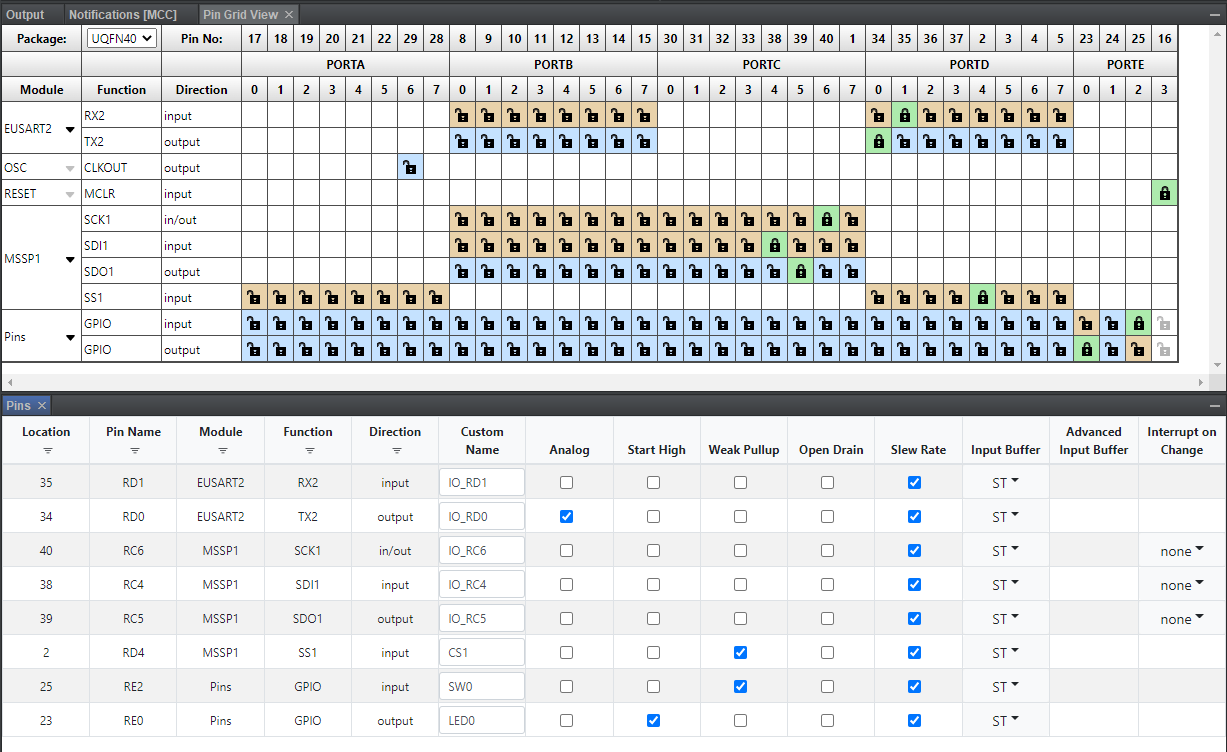 Output Notifications [MCC] Pin Grid View
Package: UQFN40 Pin No: 17 18 19 20 21 22 29 28 8 9 10 11 12 13 14 15 30 31 32 33 38 39 40 1 34 35 36 37 2 3 4 5 23 24 25 16
PORTA PORTB PORTC PORTD PORTE
Module Function Direction 0 1 2 3 4 5 6 7 0 1 2 3 4 5 6 7 0 1 2 3 4 5 6 7 0 1 2 3 4 5 6 7 0 1 2 3
EUSART2 RX2 input
TX2 output
OSC CLKOUT output
RESET MCLR input
MSSP1 SCK1 in/out
SDI1 input
SDO1 output
SS1 input
Pins GPIO input
GPIO output
Pins
Location Pin Name Module Function Direction Custom Name Analog Start High Weak Pullup Open Drain Slew Rate Input Buffer Advanced Input Buffer Interrupt on Change
35 RD1 EUSART2 RX2 input IO_RD1 ST
34 RD0 EUSART2 TX2 output IO_RD0 ST
40 RC6 MSSP1 SCK1 in/out IO_RC6 ST none
38 RC4 MSSP1 SDI1 input IO_RC4 ST none
39 RC5 MSSP1 SDO1 output IO_RC5 ST none
2 RD4 MSSP1 SS1 input CS1 ST
25 RE2 Pins GPIO input SW0 ST
23 RE0 Pins GPIO output LED0 ST